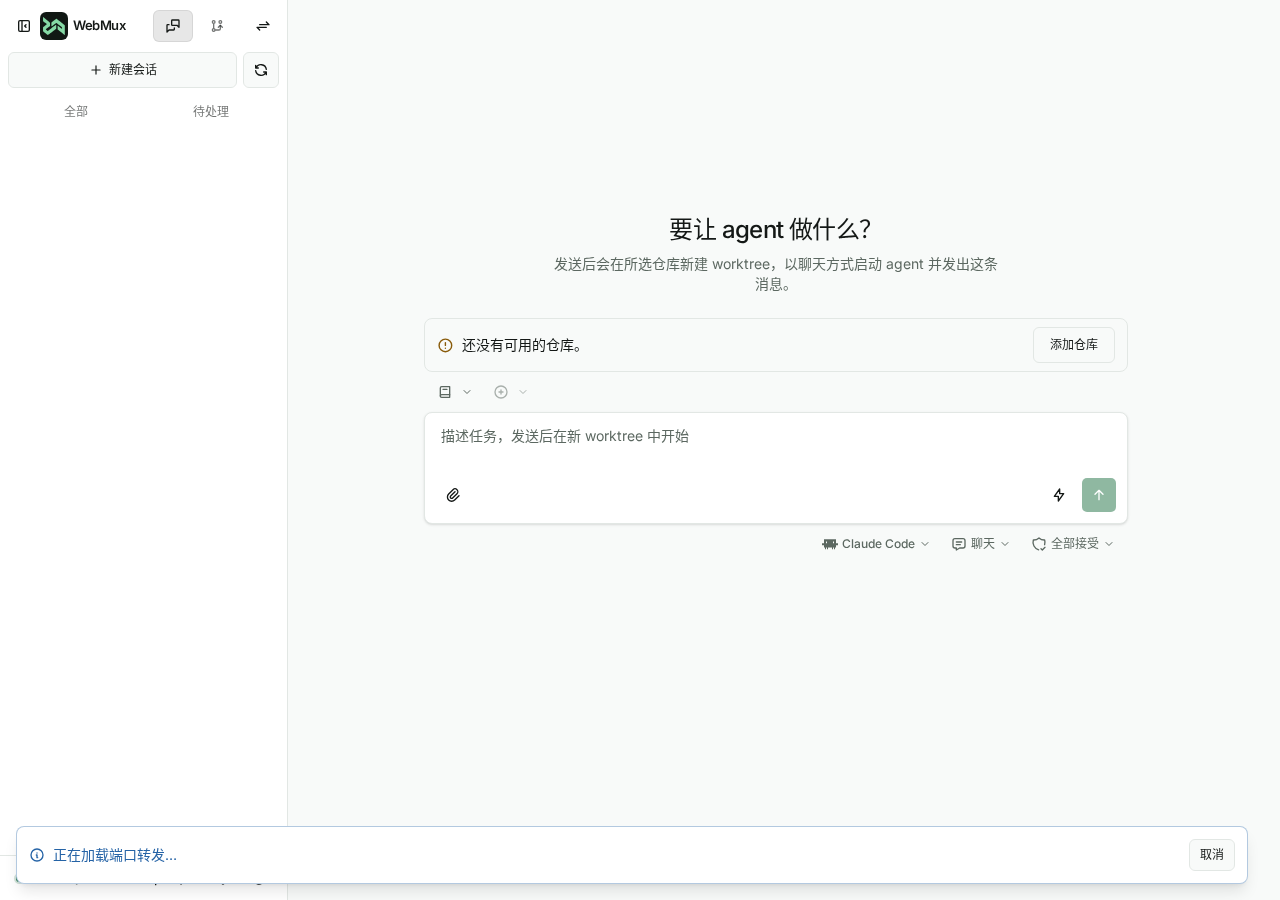 WebMux
新建会话
全部
待处理
要让 agent 做什么？
发送后会在所选仓库新建 worktree，以聊天方式启动 agent 并发出这条
消息。
还没有可用的仓库。
添加仓库
描述任务，发送后在新 worktree 中开始
Claude Code
聊天
全部接受
正在加载端口转发...
取消